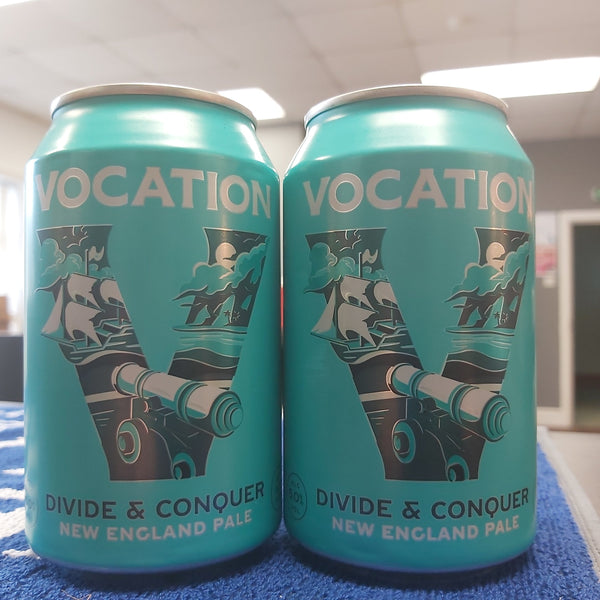 VOCATION
DIVIDE & CONQUER
NEW ENGLAND PALE
VOCATION
DIVIDE & CONQUER
NEW ENGLAND PALE